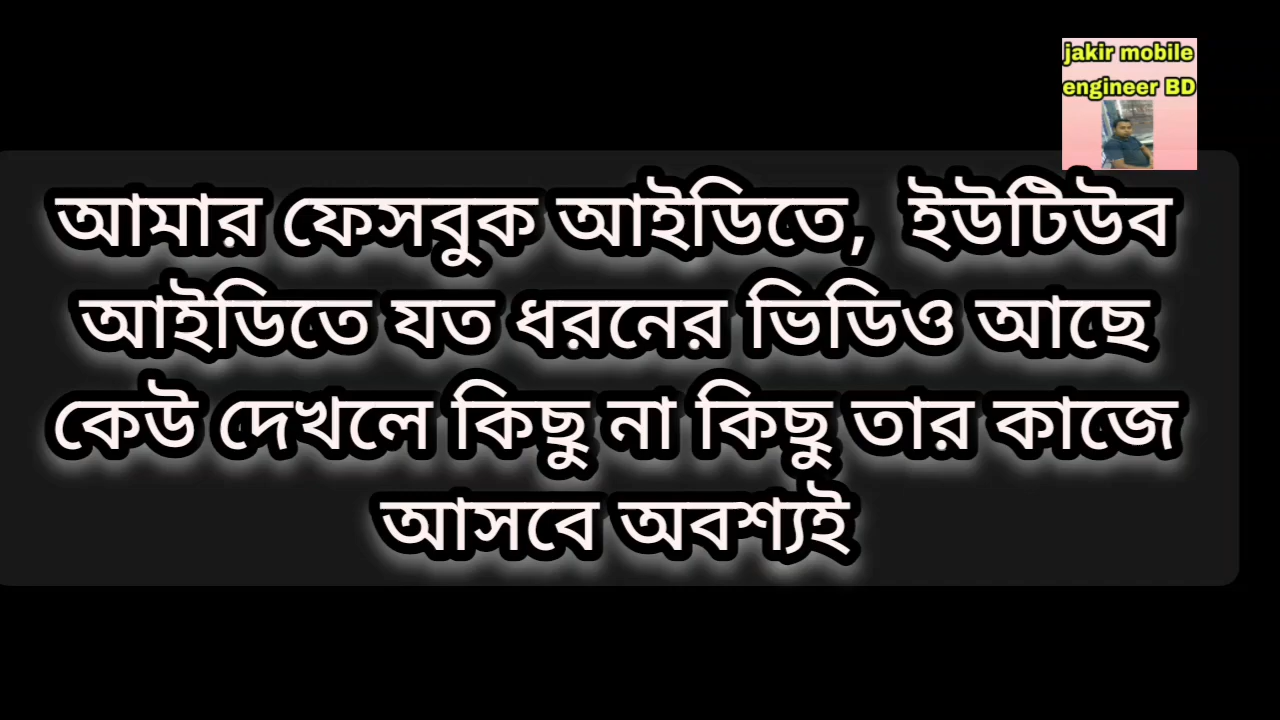 jakir mobile
engineer BD
আমার ফেসবুক আইডিতে, ইউটিউব
আইডিতে যত ধরনের ভিডিও আছে
কেউ দেখলে কিছু না কিছু তার কাজে
আসবে অবশ্যই